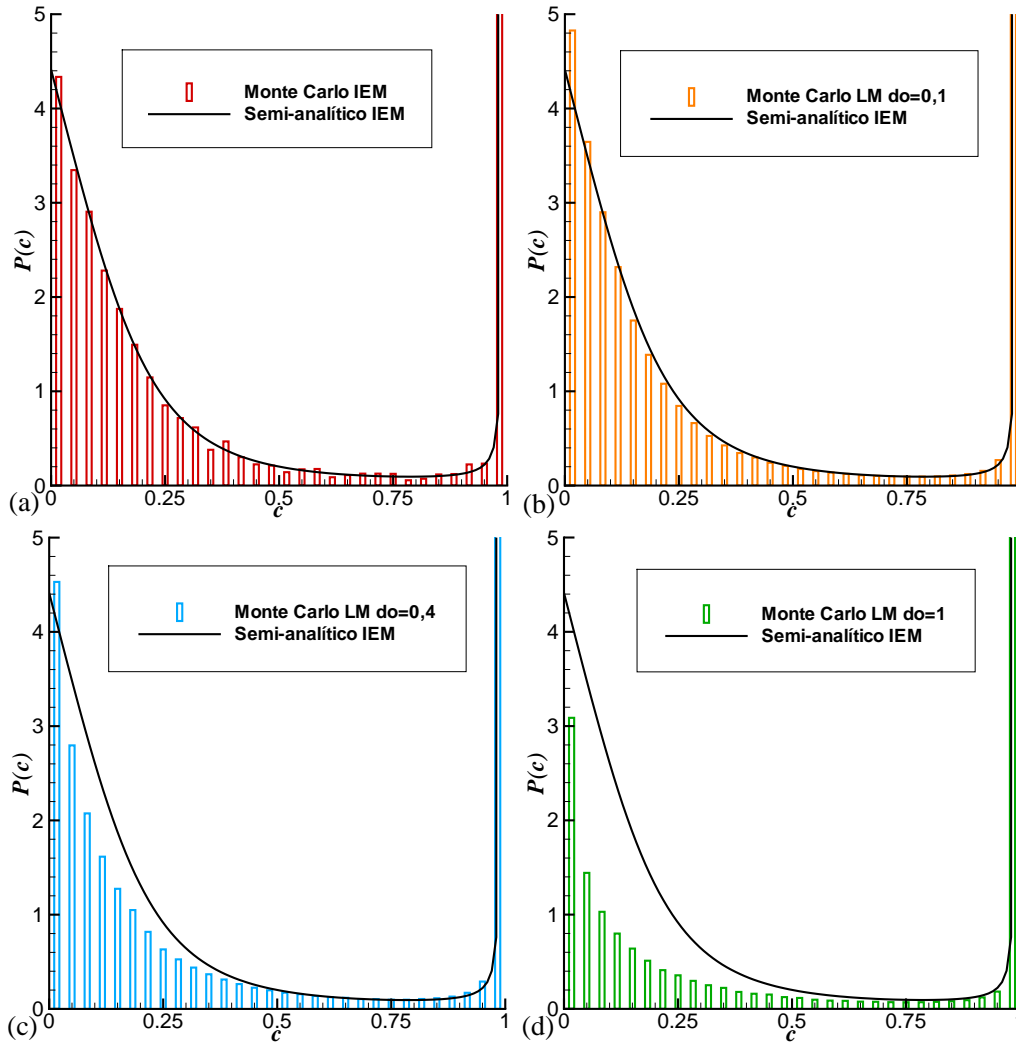 5
4
3
2
1
0
P(c)
Monte Carlo IEM
Semi-analítico IEM
0
0.25
0.5
0.75
1
c
(a)
5
4
3
2
1
0
P(c)
Monte Carlo LM do=0,1
Semi-analítico IEM
0
0.25
0.5
0.75
c
(b)
5
4
3
2
1
0
P(c)
Monte Carlo LM do=0,4
Semi-analítico IEM
0
0.25
0.5
0.75
1
c
(c)
5
4
3
2
1
0
P(c)
Monte Carlo LM do=1
Semi-analítico IEM
0
0.25
0.5
0.75
c
(d)